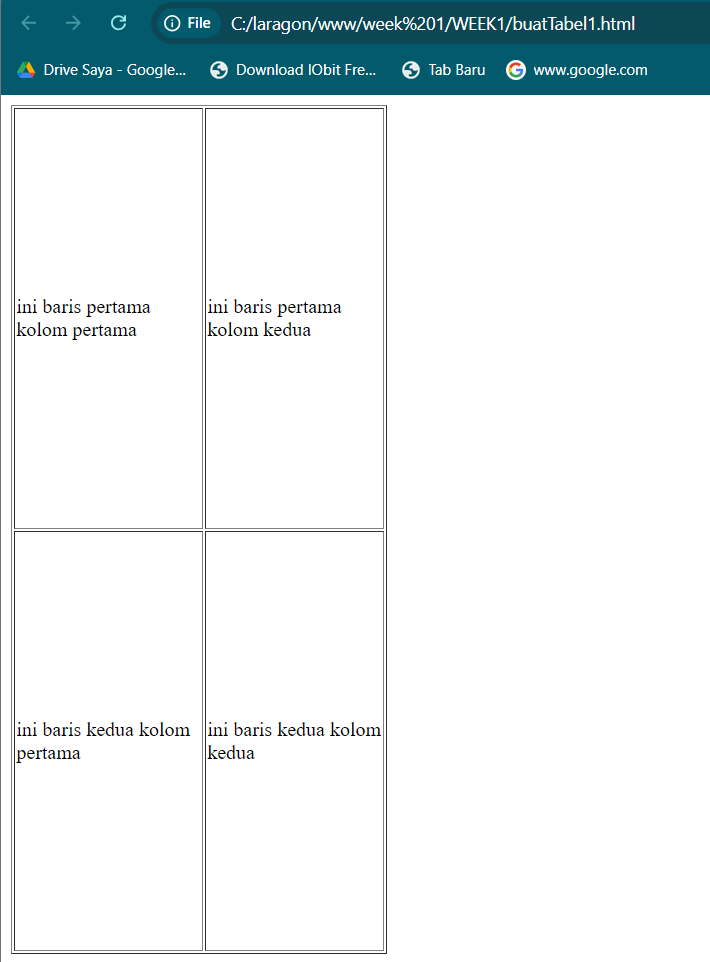 File C:/laragon/www/week%201/WEEK1/buatTabel1.html
Drive Saya - Google... Download IObit Fre... Tab Baru www.google.com
ini baris pertama
kolom pertama
ini baris pertama
kolom kedua
ini baris kedua kolom
pertama
ini baris kedua kolom
kedua